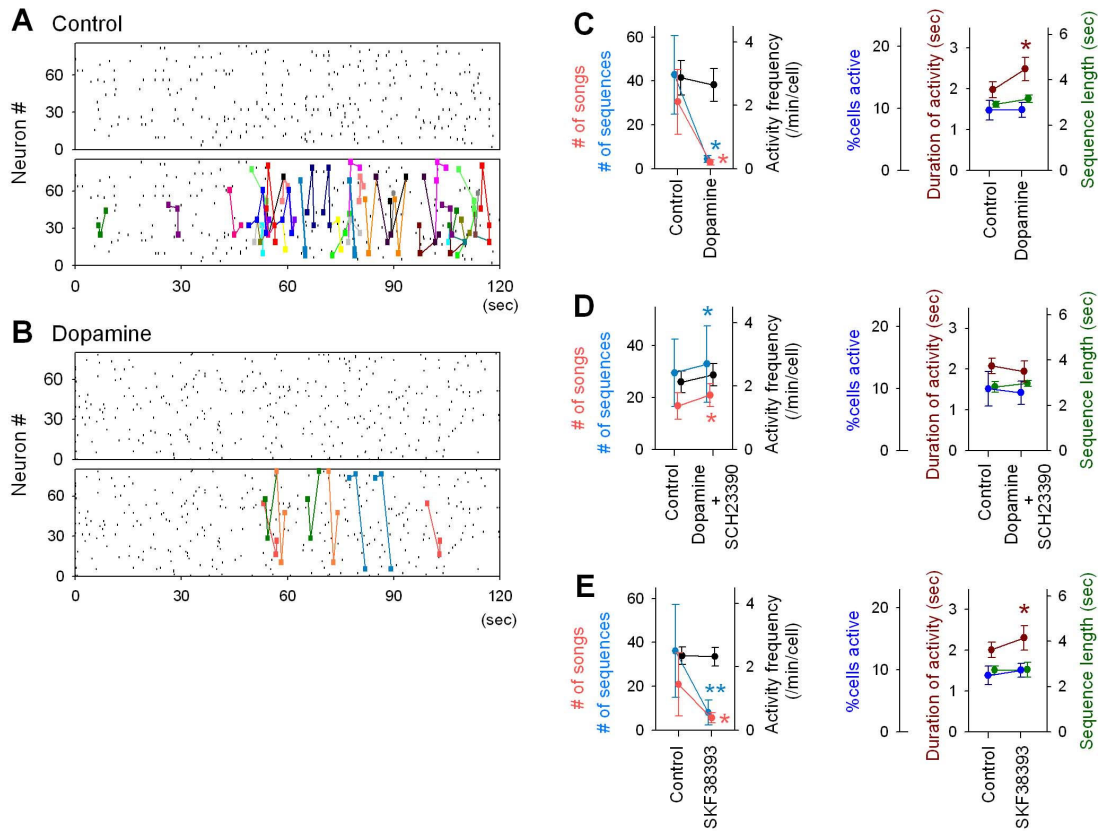 A Control
Neuron #
60
30
0
60
30
0
0 30 60 90 120
(sec)
B Dopamine
Neuron #
60
30
0
60
30
0
0 30 60 90 120
(sec)
C
# of songs
# of sequences
60
40
20
0
*
*
4
2
0
Activity frequency
(/min/cell)
Control
Dopamine
%cells active
20
10
0
Duration of activity (sec)
3
2
1
0
*
6
4
2
0
Sequence length (sec)
Control
Dopamine
D
# of songs
# of sequences
40
20
0
*
*
4
2
0
Activity frequency
(/min/cell)
Control
Dopamine
+
SCH23390
%cells active
20
10
0
Duration of activity (sec)
3
2
1
0
6
4
2
0
Sequence length (sec)
Control
Dopamine
+
SCH23390
E
# of songs
# of sequences
60
40
20
0
**
*
4
2
0
Activity frequency
(/min/cell)
Control
SKF38393
%cells active
20
10
0
Duration of activity (sec)
3
2
1
0
*
6
4
2
0
Sequence length (sec)
Control
SKF38393